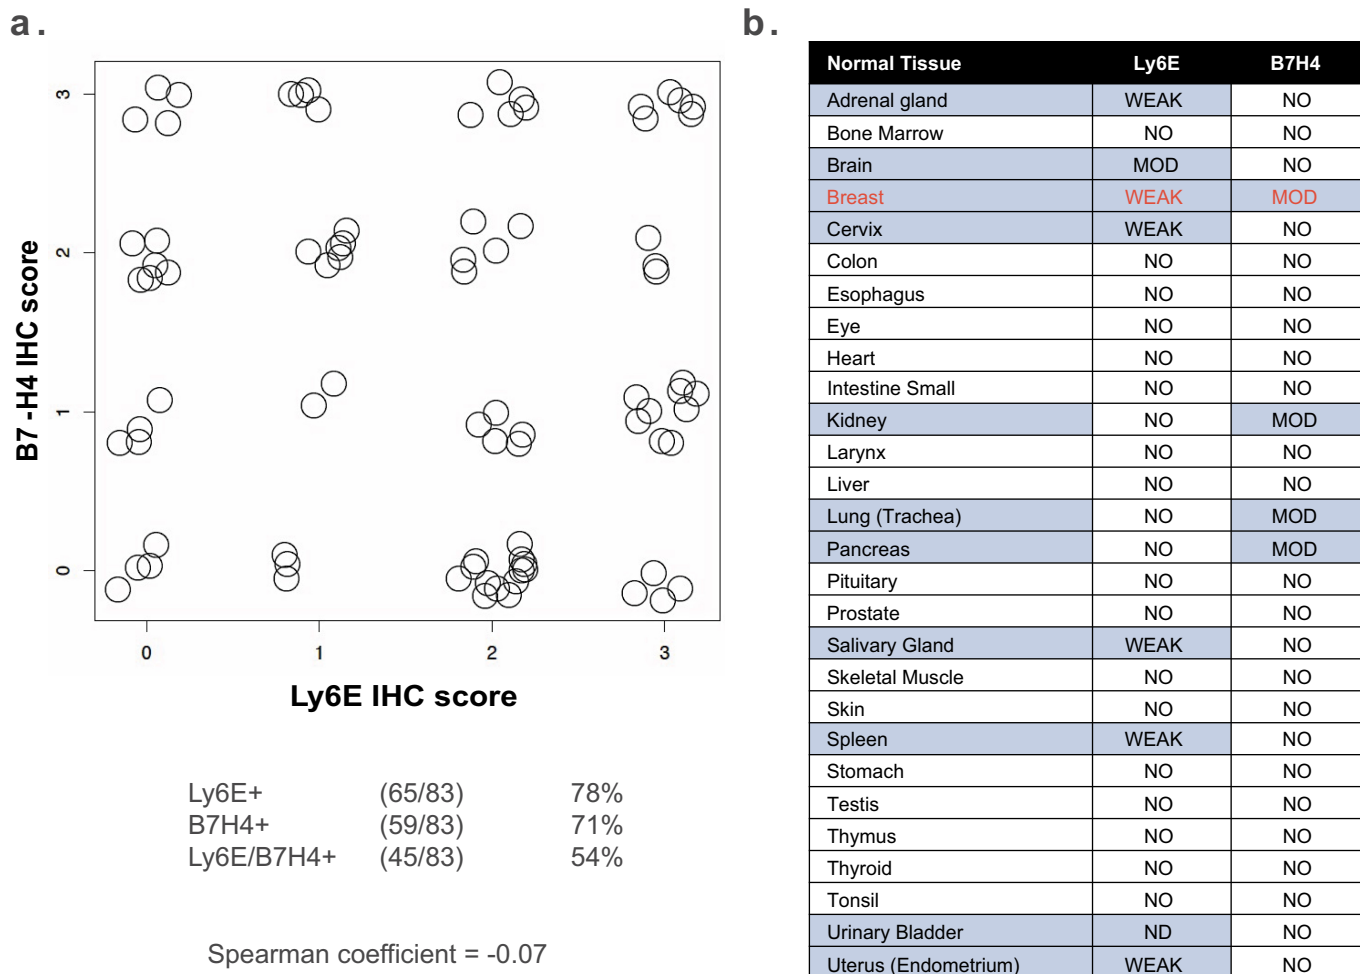 a.
3
2
1
0
B7 -H4 IHC score
0 1 2 3
Ly6E IHC score
Ly6E+ (65/83) 78%
B7H4+ (59/83) 71%
Ly6E/B7H4+ (45/83) 54%
Spearman coefficient = -0.07
b.
Normal Tissue Ly6E B7H4
Adrenal gland WEAK NO
Bone Marrow NO NO
Brain MOD NO
Breast WEAK MOD
Cervix WEAK NO
Colon NO NO
Esophagus NO NO
Eye NO NO
Heart NO NO
Intestine Small NO NO
Kidney NO MOD
Larynx NO NO
Liver NO NO
Lung (Trachea) NO MOD
Pancreas NO MOD
Pituitary NO NO
Prostate NO NO
Salivary Gland WEAK NO
Skeletal Muscle NO NO
Skin NO NO
Spleen WEAK NO
Stomach NO NO
Testis NO NO
Thymus NO NO
Thyroid NO NO
Tonsil NO NO
Urinary Bladder ND NO
Uterus (Endometrium) WEAK NO